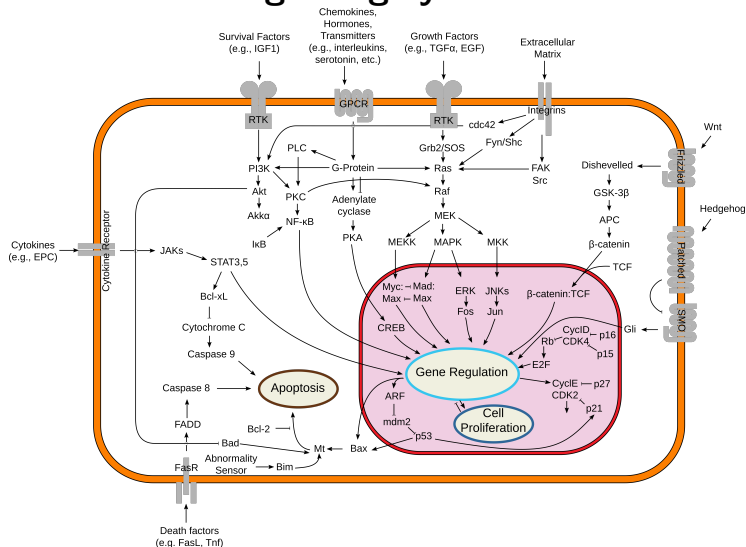 Survival Factors
(e.g., IGF1)
Chemokines,
Hormones,
Transmitters
(e.g., interleukins,
serotonin, etc.)
Growth Factors
(e.g., TGFα, EGF)
Extracellular
Matrix
GPCR
RTK
RTK
Integrins
cdc42
Wnt
Fyn/Shc
PLC
Grb2/SOS
Frizzled
Dishevelled
PI3K
G-Protein
Ras
FAK
Src
Akt
PKC
Raf
GSK-3β
Adenylate
cyclase
Akkα
NF-κB
MEK
APC
Hedgehog
IκB
PKA
MEKK
MAPK
MKK
β-catenin
Cytokines
(e.g., EPC)
Cytokine Receptor
JAKs
STAT3,5
TCF
Patched
Bcl-xL
Myc:
Max
Mad:
Max
ERK
JNKs
β-catenin:TCF
Fos
Jun
SMO
Cytochrome C
CREB
Gli
CycID
CDK4
p16
Rb
p15
Caspase 9
E2F
Gene Regulation
Caspase 8
Apoptosis
ARF
CyclE
CDK2
p27
p21
Cell
Proliferation
mdm2
FADD
Bcl-2
p53
Bad
Mt
Bax
FasR
Abnormality
Sensor
Bim
Death factors
(e.g. FasL, Tnf)